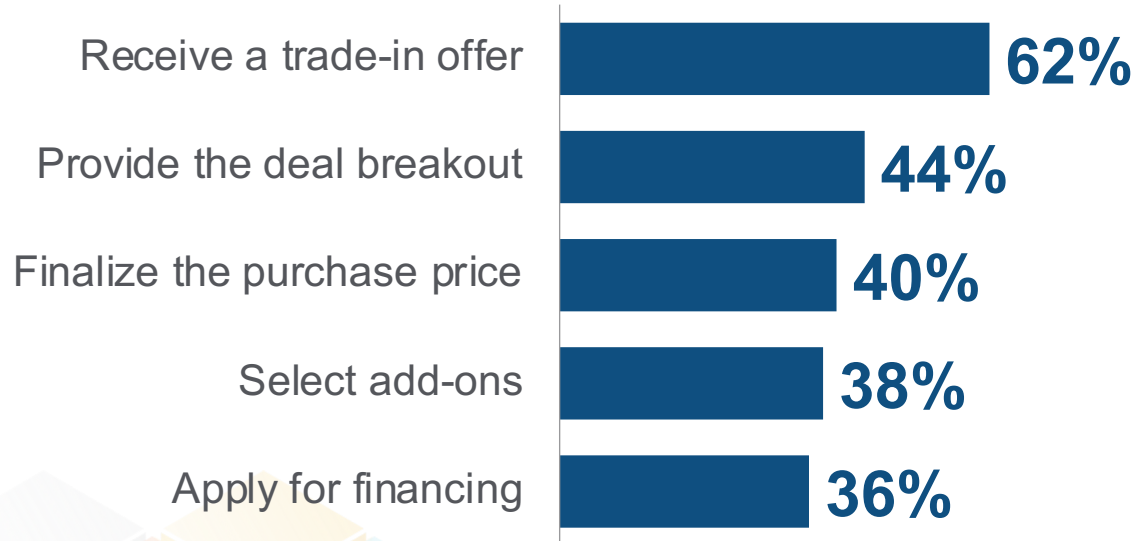 Receive a trade-in offer 62%
Provide the deal breakout 44%
Finalize the purchase price 40%
Select add-ons 38%
Apply for financing 36%